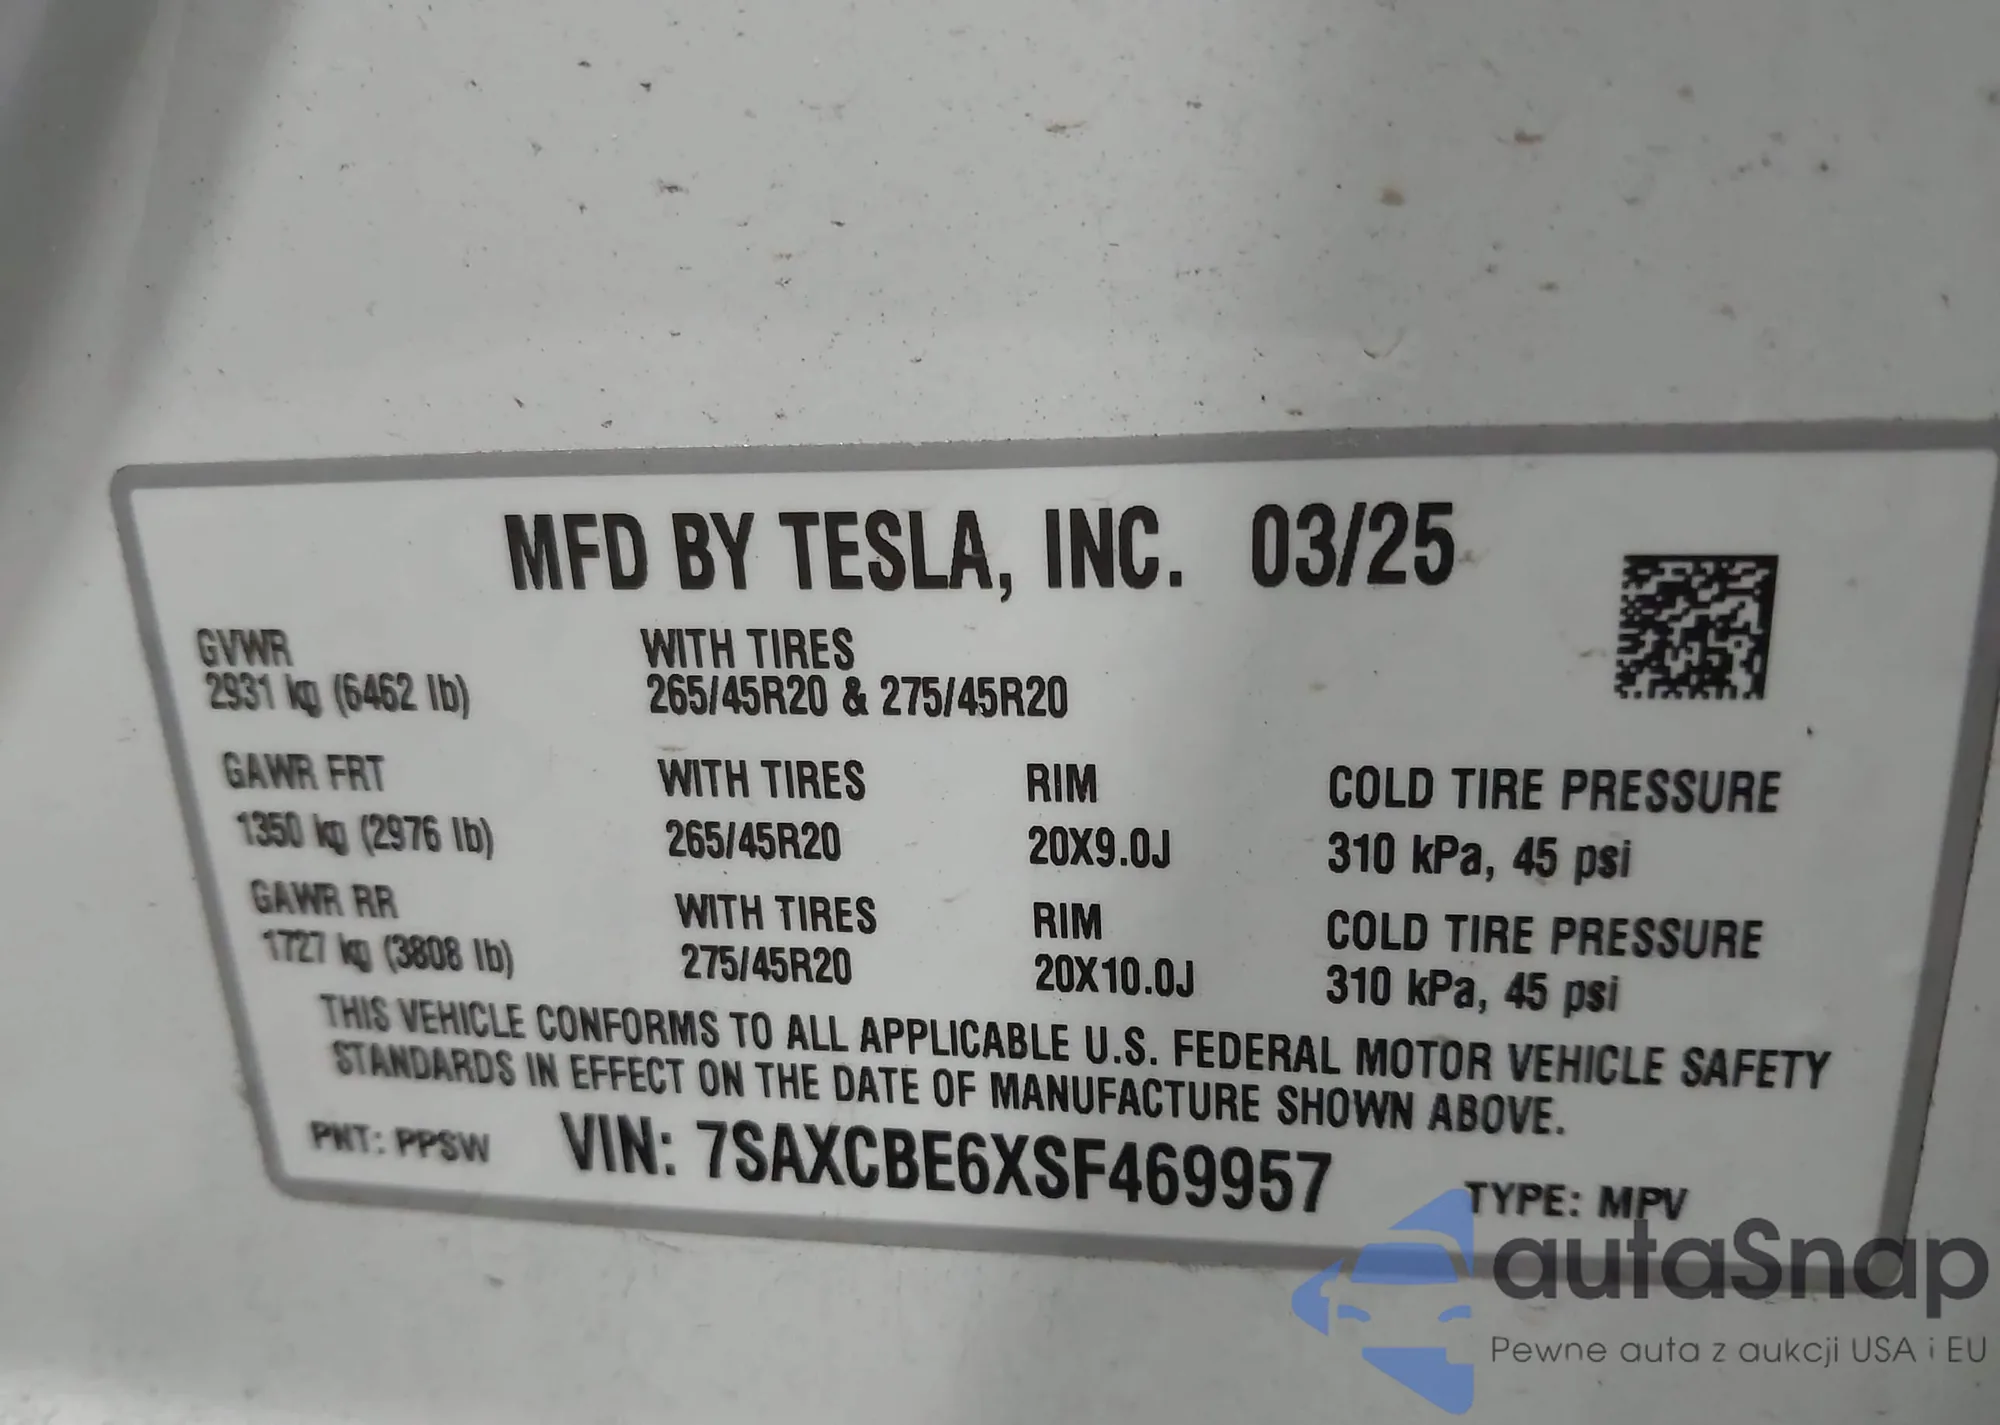 MFD BY TESLA, INC. 03/25
GVWR WITH TIRES
2931 kg (6462 lb) 265/45R20 & 275/45R20
GAWR FRT WITH TIRES RIM COLD TIRE PRESSURE
1350 kg (2976 lb) 265/45R20 20X9.0J 310 kPa, 45 psi
GAWR RR WITH TIRES RIM COLD TIRE PRESSURE
1727 kg (3808 lb) 275/45R20 20X10.0J 310 kPa, 45 psi
THIS VEHICLE CONFORMS TO ALL APPLICABLE U.S. FEDERAL MOTOR VEHICLE SAFETY
STANDARDS IN EFFECT ON THE DATE OF MANUFACTURE SHOWN ABOVE.
PNT: PPSW VIN: 7SAXCBE6XSF469957 TYPE: MPV
autaSnap
Pewne auta z aukcji USA i EU